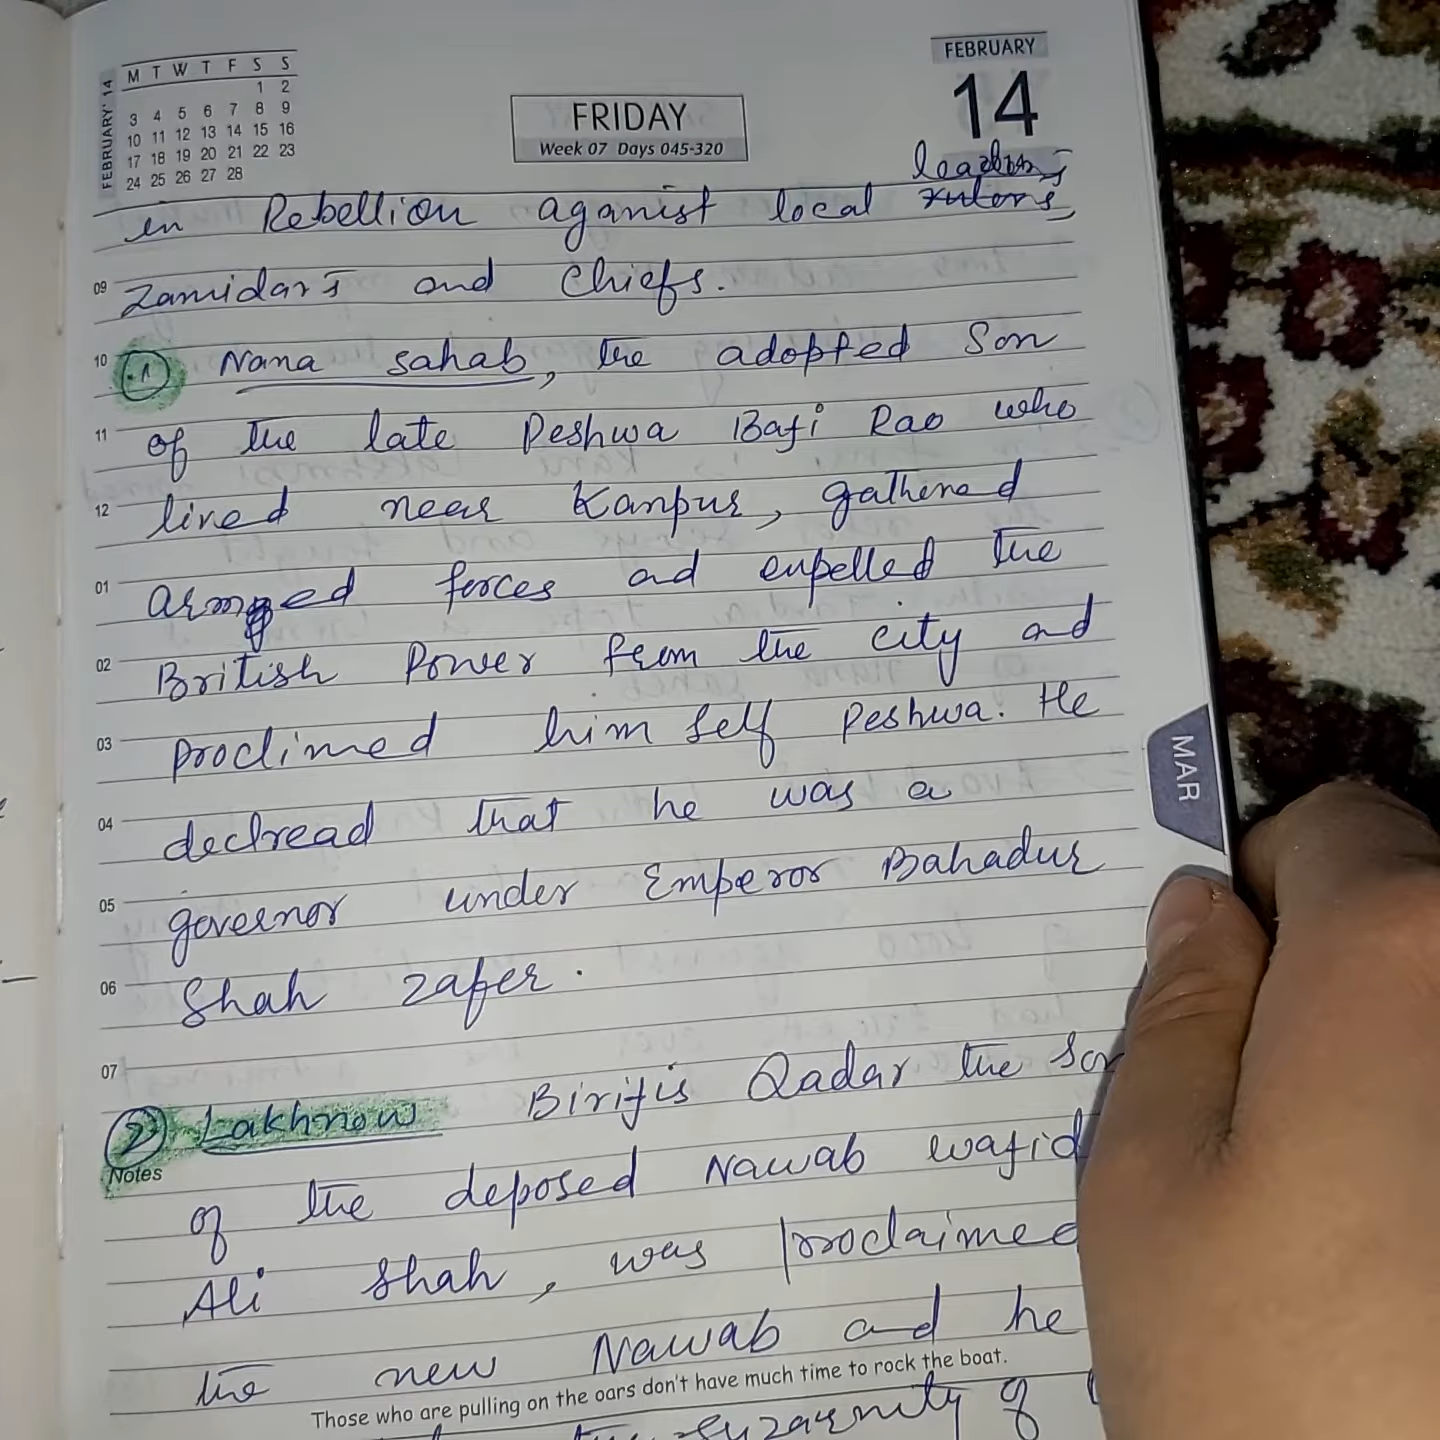 FEBRUARY' 14
M T W T F S S
1 2
3 4 5 6 7 8 9
10 11 12 13 14 15 16
17 18 19 20 21 22 23
24 25 26 27 28
FRIDAY
Week 07 Days 045-320
FEBRUARY
14
leaders
in Rebellion aganist local rulers,
09 Zamidars and Chiefs.
10 1 Nana sahab, the adopted Son
11 of the late Peshwa Baji Rao who
12 lived near Kanpur, gathered
01 armed forces and expelled the
02 British Power from the city and
03 proclimed him self Peshwa. He
04 declread that he was a
05 governor under Emperor Bahadur
06 Shah zafer.
07
2 Lakhnow Birijis Qadar the son
Notes
of the deposed Nawab wajid
Ali Shah, was proclaimed
the new Nawab and he
Those who are pulling on the oars don't have much time to rock the boat.
the of
MAR